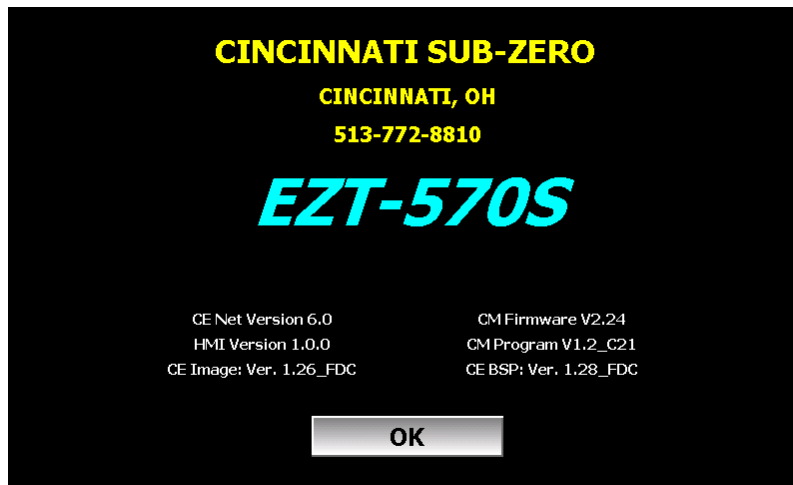 CINCINNATI SUB-ZERO
CINCINNATI, OH
513-772-8810
EZT-570S
CE Net Version 6.0
CM Firmware V2.24
HMI Version 1.0.0
CM Program V1.2_C21
CE Image: Ver. 1.26_FDC
CE BSP: Ver. 1.28_FDC
OK